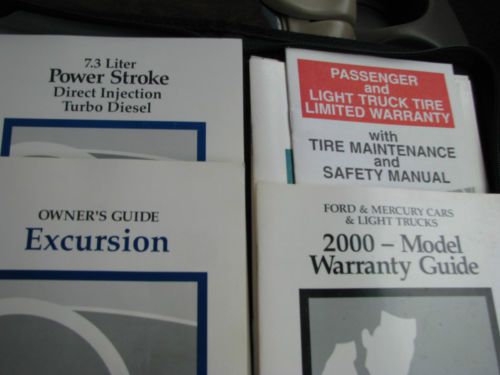 7.3 Liter
Power Stroke
Direct Injection
Turbo Diesel
PASSENGER
and
LIGHT TRUCK TIRE
LIMITED WARRANTY
with
TIRE MAINTENANCE
and
SAFETY MANUAL
OWNER'S GUIDE
Excursion
FORD & MERCURY CARS
& LIGHT TRUCKS
2000 – Model
Warranty Guide